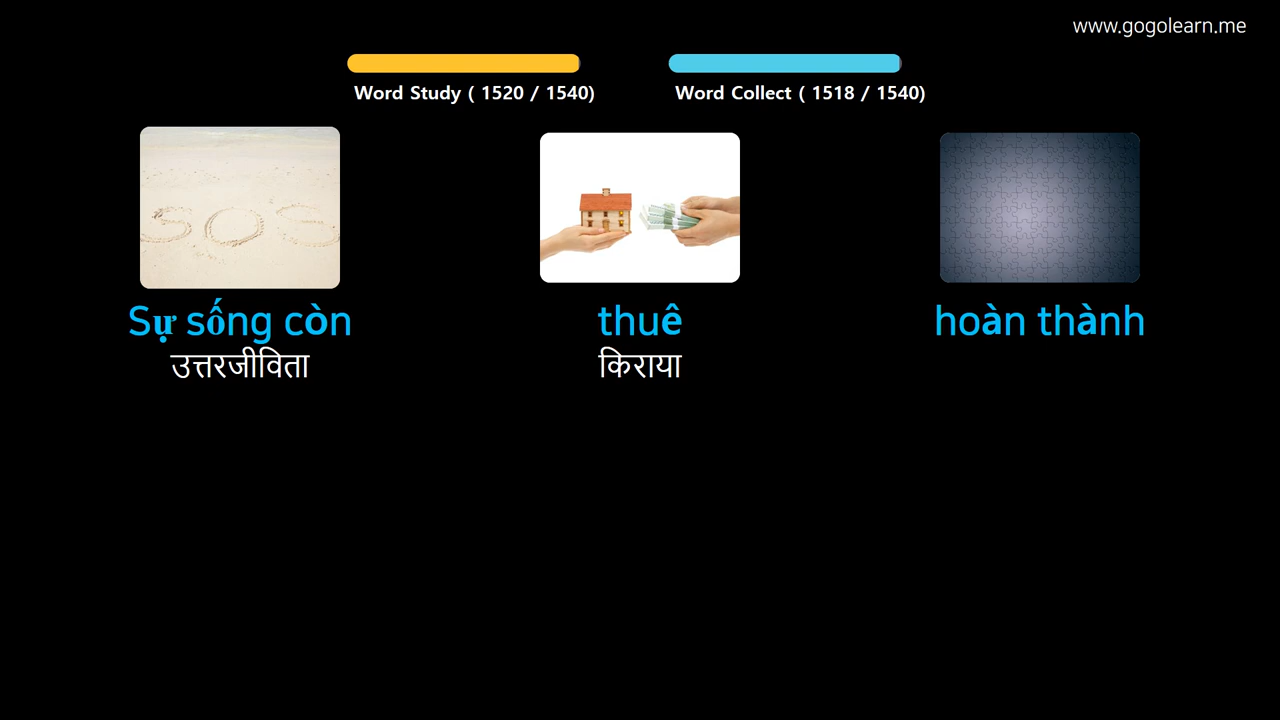 www.gogolearn.me
Word Study ( 1520 / 1540)
Word Collect ( 1518 / 1540)
SOS
Sự sống còn
thuê
hoàn thành
उत्तरजीविता
किराया